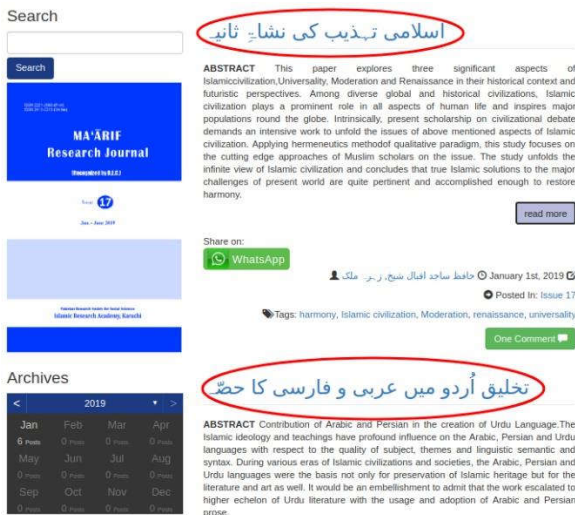 Search
Search
MA'ĀRIF
Research Journal
(Recognized by H.E.C)
Issue 17
Jan – June 2019
Islamic Research Academy, Karachi
Archives
< 2019 ▾ >
Jan Feb Mar Apr
6 Posts 0 Posts 0 Posts 0 Posts
May Jun Jul Aug
0 Posts 0 Posts 0 Posts 0 Posts
Sep Oct Nov Dec
0 Posts 0 Posts 0 Posts 0 Posts
اسلامی تہذیب کی نشاۃِ ثانیہ
ABSTRACT This paper explores three significant aspects of
Islamiccivilization,Universality, Moderation and Renaissance in their historical context and
futuristic perspectives. Among diverse global and historical civilizations, Islamic
civilization plays a prominent role in all aspects of human life and inspires major
populations round the globe. Intrinsically, present scholarship on civilizational debate
demands an intensive work to unfold the issues of above mentioned aspects of Islamic
civilization. Applying hermeneutics methodof qualitative paradigm, this study focuses on
the cutting edge approaches of Muslim scholars on the issue. The study unfolds the
infinite view of Islamic civilization and concludes that true Islamic solutions to the major
challenges of present world are quite pertinent and accomplished enough to restore
harmony.
read more
Share on:
WhatsApp
حافظ ساجد اقبال شیخ, زہرہ ملک January 1st, 2019
Posted In: Issue 17
Tags: harmony, Islamic civilization, Moderation, renaissance, universality
One Comment
تخلیق اُردو میں عربی و فارسی کا حصّہ
ABSTRACT Contribution of Arabic and Persian in the creation of Urdu Language.The
Islamic ideology and teachings have profound influence on the Arabic, Persian and Urdu
languages with respect to the quality of subject, themes and linguistic semantic and
syntax. During various eras of Islamic civilizations and societies, the Arabic, Persian and
Urdu languages were the basis not only for preservation of Islamic heritage but for the
literature and art as well. It would be an embellishment to admit that the work escalated to
higher echelon of Urdu literature with the usage and adoption of Arabic and Persian
prose.